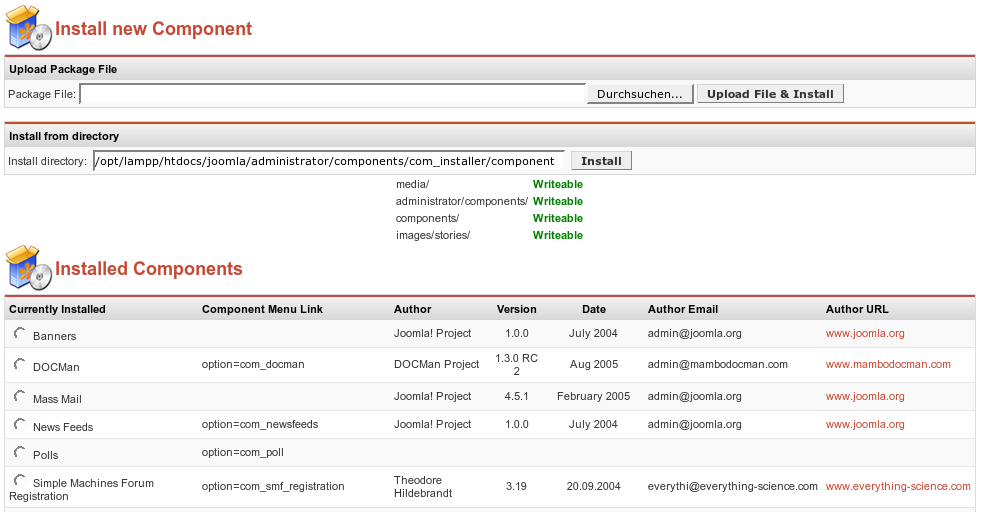 Install new Component
Upload Package File
Package File: Durchsuchen... Upload File & Install
Install from directory
Install directory: /opt/lampp/htdocs/joomla/administrator/components/com_installer/component Install
media/ Writeable
administrator/components/ Writeable
components/ Writeable
images/stories/ Writeable
Installed Components
Currently Installed Component Menu Link Author Version Date Author Email Author URL
Banners Joomla! Project 1.0.0 July 2004 admin@joomla.org www.joomla.org
DOCMan option=com_docman DOCMan Project 1.3.0 RC Aug 2005 admin@mambodocman.com www.mambodocman.com
2
Mass Mail Joomla! Project 4.5.1 February 2005 admin@joomla.org www.joomla.org
News Feeds option=com_newsfeeds Joomla! Project 1.0.0 July 2004 admin@joomla.org www.joomla.org
Polls option=com_poll
Simple Machines Forum option=com_smf_registration Theodore 3.19 20.09.2004 everythi@everything-science.com www.everything-science.com
Registration Hildebrandt